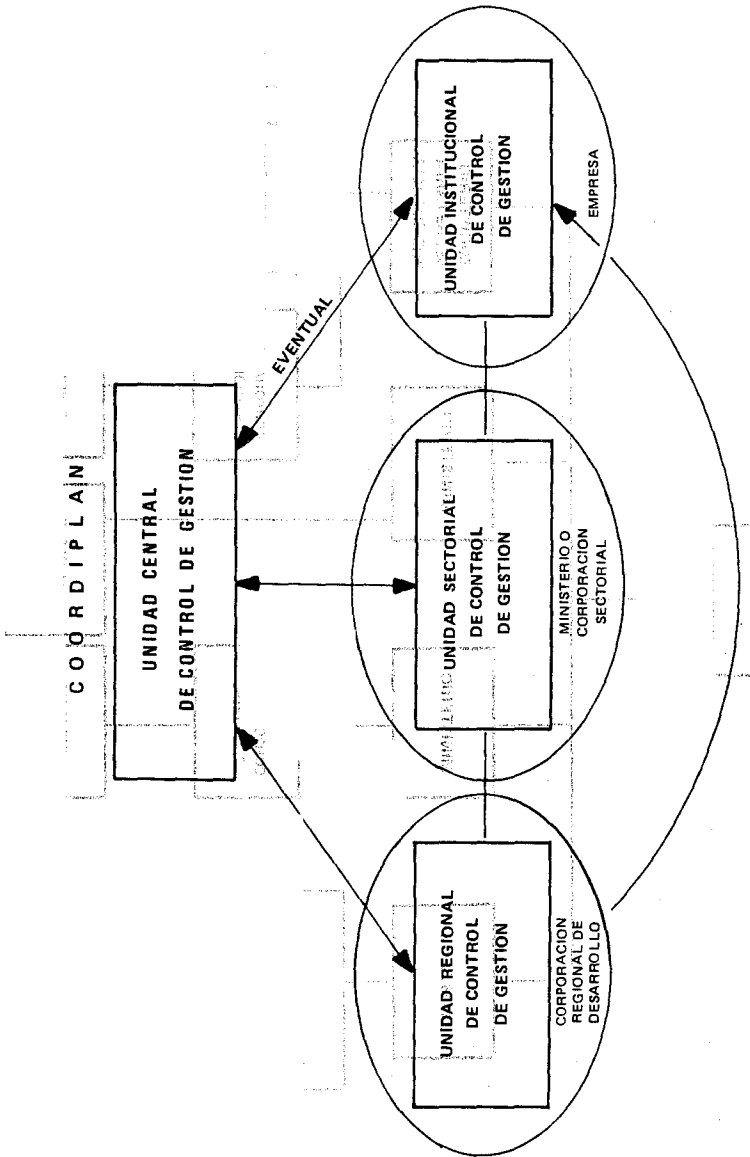 COORDIPLAN
UNIDAD CENTRAL
DE CONTROL DE GESTION
EVENTUAL
UNIDAD REGIONAL
DE CONTROL
DE GESTION
CORPORACION
REGIONAL DE
DESARROLLO
UNIDAD SECTORIAL
DE CONTROL
DE GESTION
MINISTERIO O
CORPORACION
SECTORIAL
UNIDAD INSTITUCIONAL
DE CONTROL
DE GESTION
EMPRESA